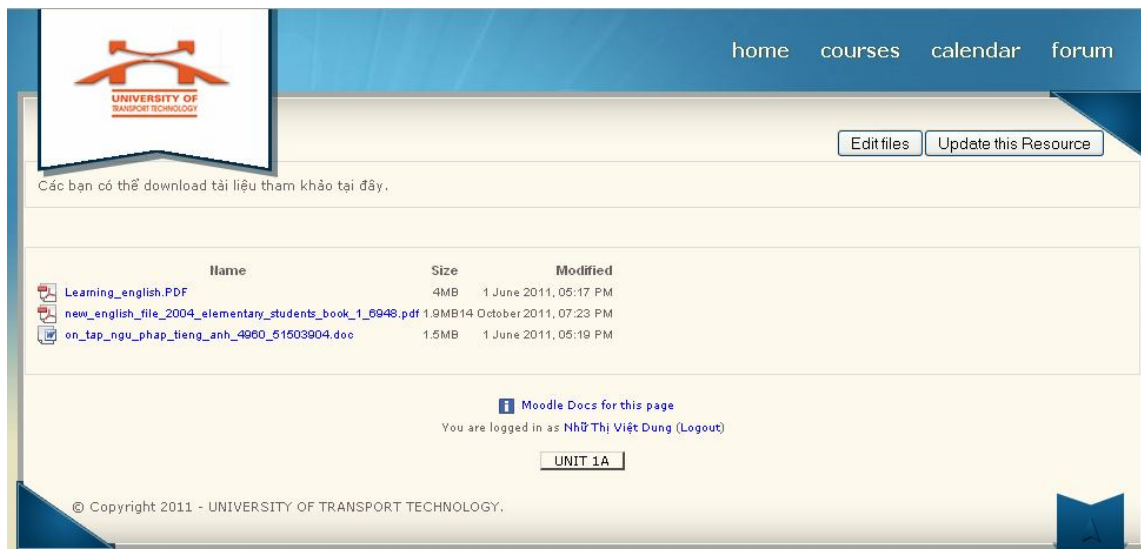 UNIVERSITY OF
TRANSPORT TECHNOLOGY
home courses calendar forum
Edit files Update this Resource
Các bạn có thể download tài liệu tham khảo tại đây.
Name Size Modified
Learning_english.PDF 4MB 1 June 2011, 05:17 PM
new_english_file_2004_elementary_students_book_1_6948.pdf 1.9MB 14 October 2011, 07:23 PM
on_tap_ngu_phap_tieng_anh_4960_51503904.doc 1.5MB 1 June 2011, 05:19 PM
Moodle Docs for this page
You are logged in as Nhữ Thị Việt Dung (Logout)
UNIT 1A
© Copyright 2011 - UNIVERSITY OF TRANSPORT TECHNOLOGY.